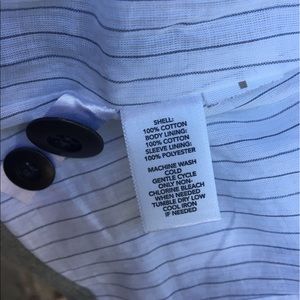 SHELL:
100% COTTON
BODY LINING:
100% COTTON
SLEEVE LINING:
100% POLYESTER
MACHINE WASH
COLD
GENTLE CYCLE
ONLY NON-
CHLORINE BLEACH
WHEN NEEDED
TUMBLE DRY LOW
COOL IRON
IF NEEDED